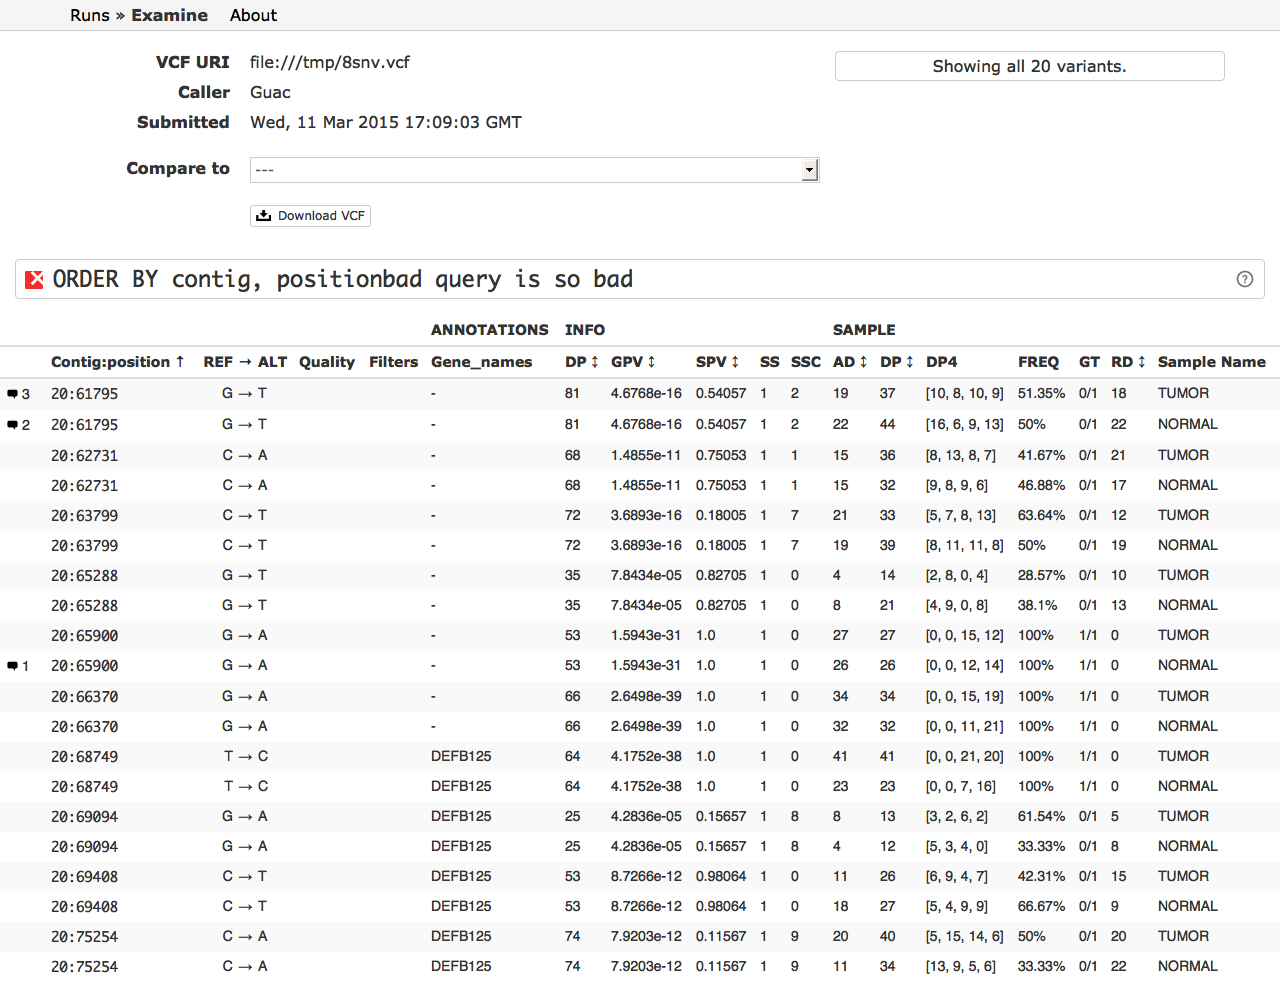 Runs » Examine About
VCF URI file:///tmp/8snv.vcf
Showing all 20 variants.
Caller Guac
Submitted Wed, 11 Mar 2015 17:09:03 GMT
Compare to ---
Download VCF
ORDER BY contig, positionbad query is so bad ?
ANNOTATIONS INFO SAMPLE
Contig:position ↑ REF → ALT Quality Filters Gene_names DP ↕ GPV ↕ SPV ↕ SS SSC AD ↕ DP ↕ DP4 FREQ GT RD ↕ Sample Name
3 20:61795 G → T - 81 4.6768e-16 0.54057 1 2 19 37 [10, 8, 10, 9] 51.35% 0/1 18 TUMOR
2 20:61795 G → T - 81 4.6768e-16 0.54057 1 2 22 44 [16, 6, 9, 13] 50% 0/1 22 NORMAL
20:62731 C → A - 68 1.4855e-11 0.75053 1 1 15 36 [8, 13, 8, 7] 41.67% 0/1 21 TUMOR
20:62731 C → A - 68 1.4855e-11 0.75053 1 1 15 32 [9, 8, 9, 6] 46.88% 0/1 17 NORMAL
20:63799 C → T - 72 3.6893e-16 0.18005 1 7 21 33 [5, 7, 8, 13] 63.64% 0/1 12 TUMOR
20:63799 C → T - 72 3.6893e-16 0.18005 1 7 19 39 [8, 11, 11, 8] 50% 0/1 19 NORMAL
20:65288 G → T - 35 7.8434e-05 0.82705 1 0 4 14 [2, 8, 0, 4] 28.57% 0/1 10 TUMOR
20:65288 G → T - 35 7.8434e-05 0.82705 1 0 8 21 [4, 9, 0, 8] 38.1% 0/1 13 NORMAL
20:65900 G → A - 53 1.5943e-31 1.0 1 0 27 27 [0, 0, 15, 12] 100% 1/1 0 TUMOR
1 20:65900 G → A - 53 1.5943e-31 1.0 1 0 26 26 [0, 0, 12, 14] 100% 1/1 0 NORMAL
20:66370 G → A - 66 2.6498e-39 1.0 1 0 34 34 [0, 0, 15, 19] 100% 1/1 0 TUMOR
20:66370 G → A - 66 2.6498e-39 1.0 1 0 32 32 [0, 0, 11, 21] 100% 1/1 0 NORMAL
20:68749 T → C DEFB125 64 4.1752e-38 1.0 1 0 41 41 [0, 0, 21, 20] 100% 1/1 0 TUMOR
20:68749 T → C DEFB125 64 4.1752e-38 1.0 1 0 23 23 [0, 0, 7, 16] 100% 1/1 0 NORMAL
20:69094 G → A DEFB125 25 4.2836e-05 0.15657 1 8 8 13 [3, 2, 6, 2] 61.54% 0/1 5 TUMOR
20:69094 G → A DEFB125 25 4.2836e-05 0.15657 1 8 4 12 [5, 3, 4, 0] 33.33% 0/1 8 NORMAL
20:69408 C → T DEFB125 53 8.7266e-12 0.98064 1 0 11 26 [6, 9, 4, 7] 42.31% 0/1 15 TUMOR
20:69408 C → T DEFB125 53 8.7266e-12 0.98064 1 0 18 27 [5, 4, 9, 9] 66.67% 0/1 9 NORMAL
20:75254 C → A DEFB125 74 7.9203e-12 0.11567 1 9 20 40 [5, 15, 14, 6] 50% 0/1 20 TUMOR
20:75254 C → A DEFB125 74 7.9203e-12 0.11567 1 9 11 34 [13, 9, 5, 6] 33.33% 0/1 22 NORMAL